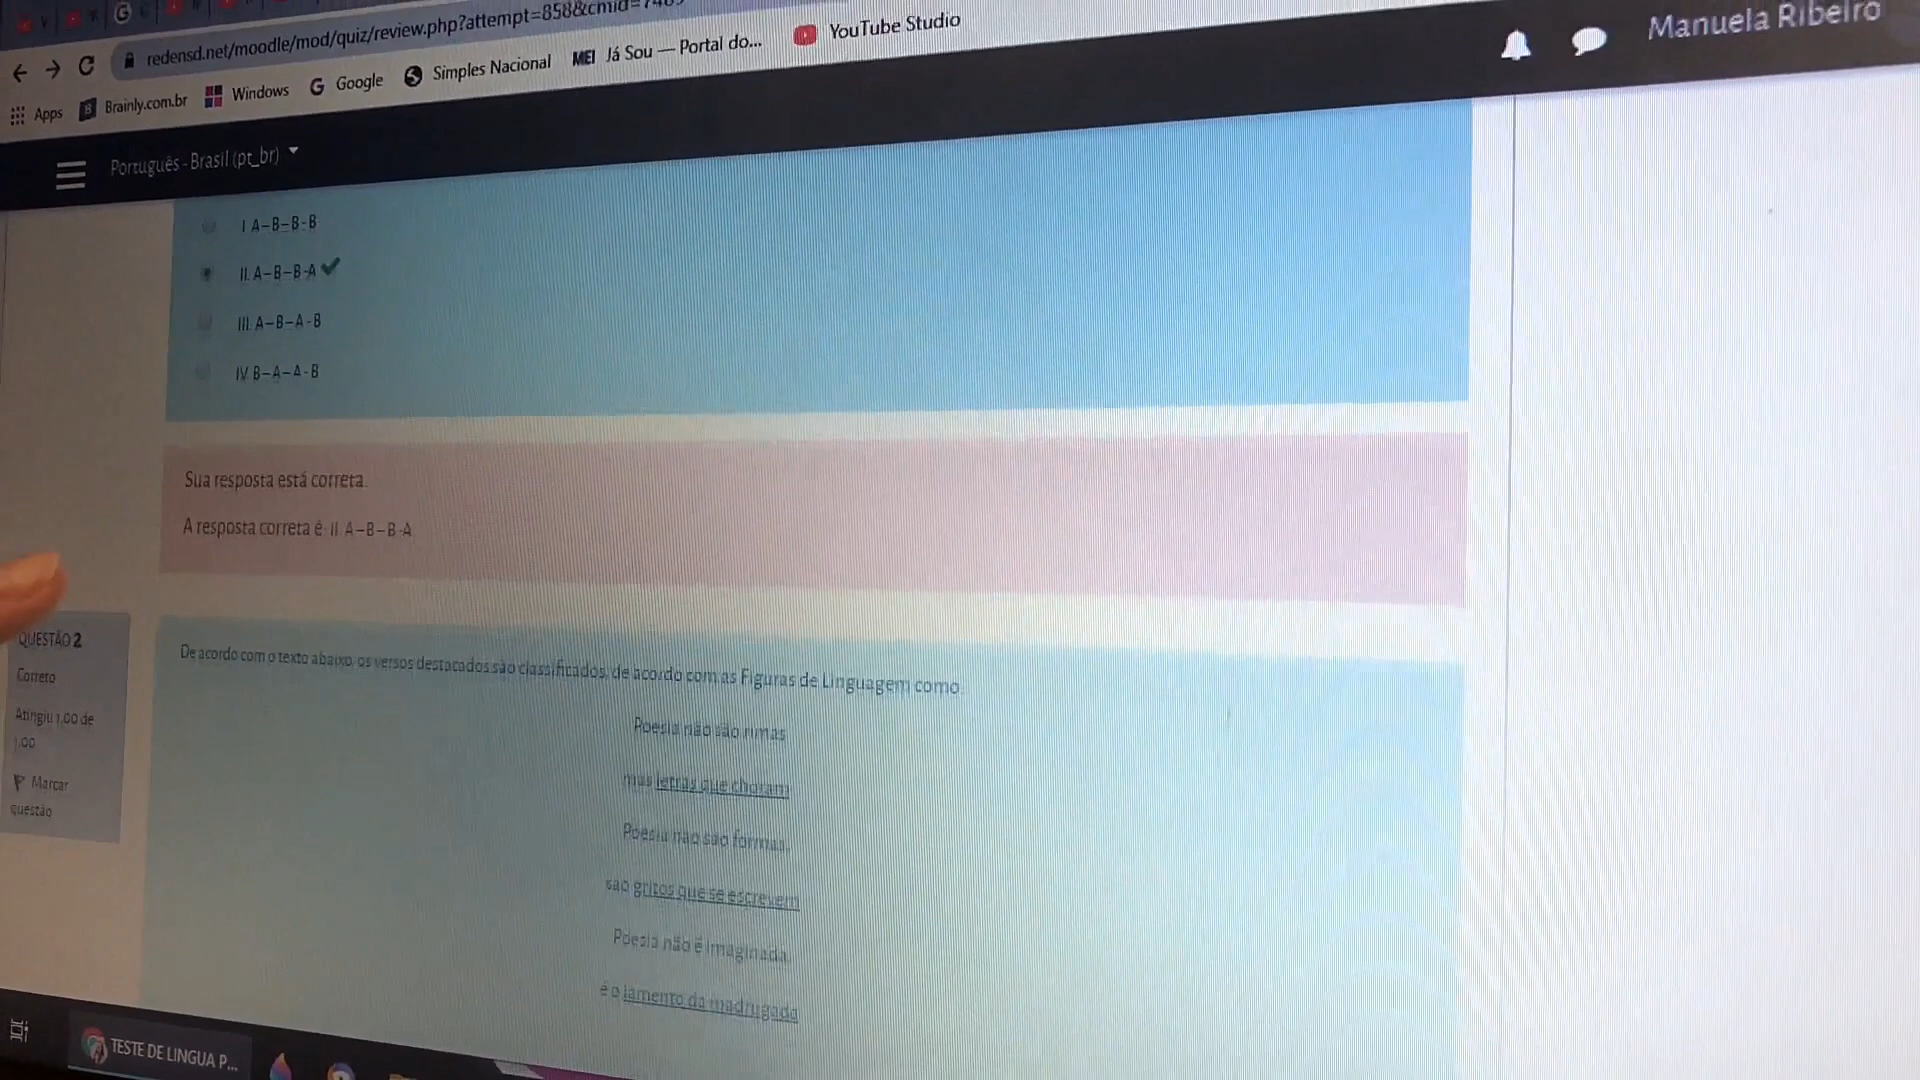 redensd.net/moodle/mod/quiz/review.php?attempt=858&cmid=7485
Apps Brainly.com.br Windows Google Simples Nacional MEI Já Sou — Portal do... YouTube Studio
Português - Brasil (pt_br)
Manuela Ribeiro
I. A–B–B-B
II. A–B–B-A
III. A–B–A-B
IV. B–A–A-B
Sua resposta está correta.
A resposta correta é: II. A–B–B-A
QUESTÃO 2
Correto
Atingiu 1,00 de
1,00
Marcar
questão
De acordo com o texto abaixo, os versos destacados são classificados, de acordo com as Figuras de Linguagem como:
Poesia não são rimas
mas letras que choram
Poesia não são formas,
são gritos que se escrevem
Poesia não é imaginada,
é o lamento da madrugada
TESTE DE LINGUA P...